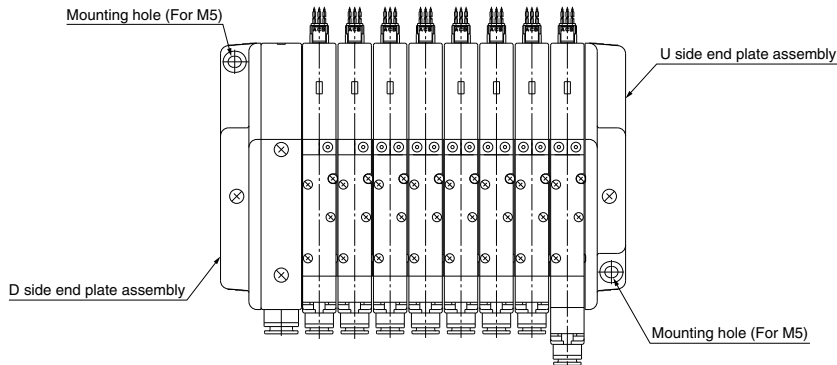 Mounting hole (For M5)
U side end plate assembly
D side end plate assembly
Mounting hole (For M5)